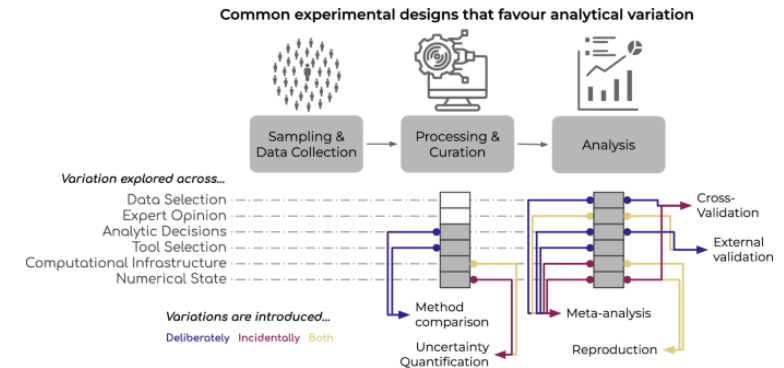 Common experimental designs that favour analytical variation
Sampling &
Data Collection
Processing &
Curation
Analysis
Variation explored across...
Data Selection
Expert Opinion
Analytic Decisions
Tool Selection
Computational Infrastructure
Numerical State
Cross-
Validation
External
validation
Method
comparison
Meta-analysis
Uncertainty
Quantification
Reproduction
Variations are introduced...
Deliberately Incidentally Both